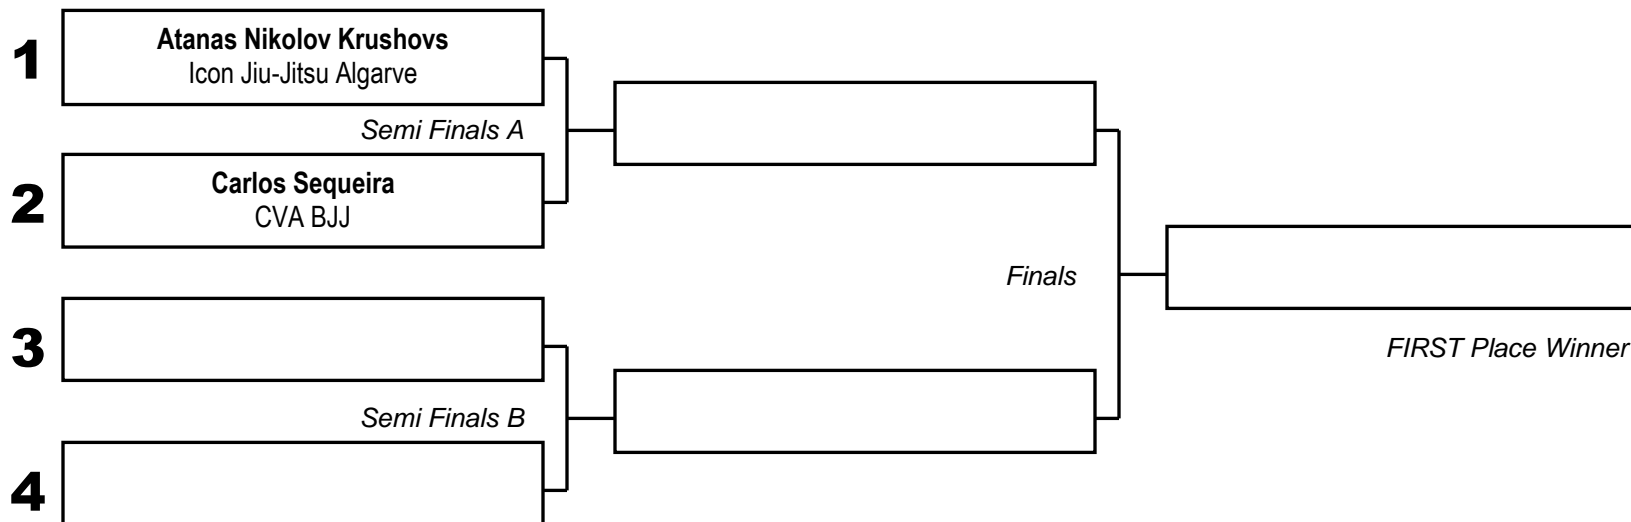 1
Atanas Nikolov Krushovs
Icon Jiu-Jitsu Algarve
Semi Finals A
2
Carlos Sequeira
CVA BJJ
Finals
3
FIRST Place Winner
Semi Finals B
4